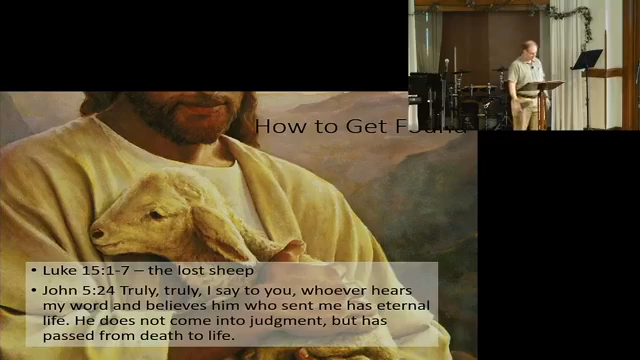 How to Get Found
• Luke 15:1-7 – the lost sheep
• John 5:24 Truly, truly, I say to you, whoever hears
my word and believes him who sent me has eternal
life. He does not come into judgment, but has
passed from death to life.